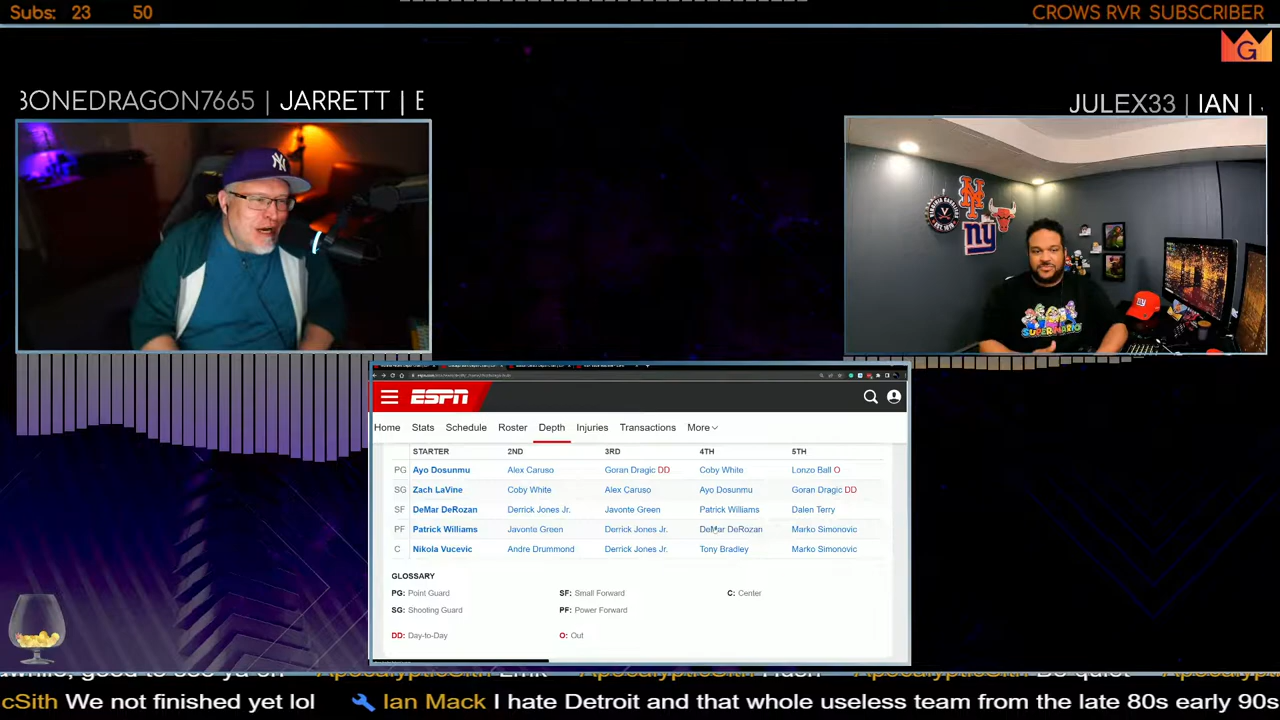 Subs: 23 50
CROWS RVR SUBSCRIBER
G
BONEDRAGON7665 | JARRETT | E
JULEX33 | IAN |
NY
NY
ny
SUPER MARIO
ESPN
Home Stats Schedule Roster Depth Injuries Transactions More
STARTER 2ND 3RD 4TH 5TH
PG Ayo Dosunmu Alex Caruso Goran Dragic DD Coby White Lonzo Ball O
SG Zach LaVine Coby White Alex Caruso Ayo Dosunmu Goran Dragic DD
SF DeMar DeRozan Derrick Jones Jr. Javonte Green Patrick Williams Dalen Terry
PF Patrick Williams Javonte Green Derrick Jones Jr. DeMar DeRozan Marko Simonovic
C Nikola Vucevic Andre Drummond Derrick Jones Jr. Tony Bradley Marko Simonovic
GLOSSARY
PG: Point Guard SF: Small Forward C: Center
SG: Shooting Guard PF: Power Forward
DD: Day-to-Day O: Out
cSith We not finished yet lol Ian Mack I hate Detroit and that whole useless team from the late 80s early 90s